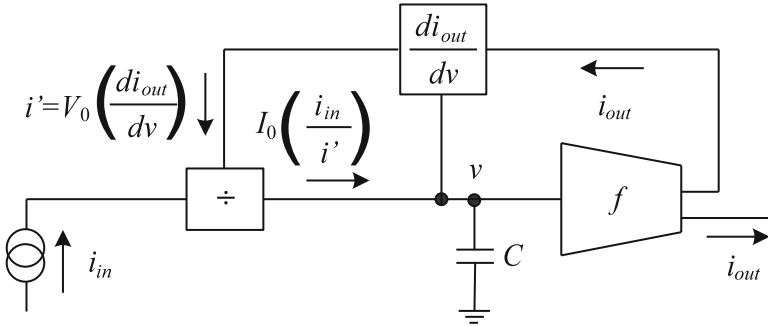 di_out
dv
i'=V_0(di_out/dv)
i_out
I_0(i_in/i')
v
÷
f
i_in
C
i_out